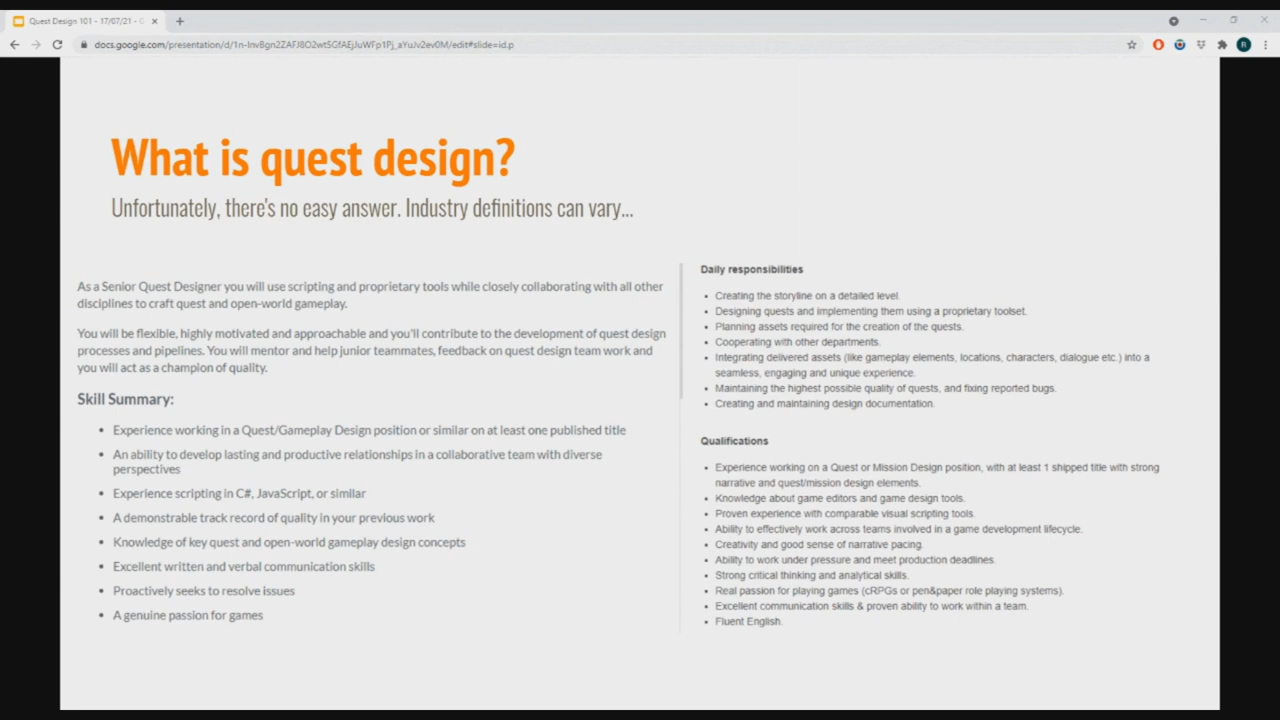 Quest Design 101 - 17/07/21 - G
What is quest design?
Unfortunately, there's no easy answer. Industry definitions can vary...
As a Senior Quest Designer you will use scripting and proprietary tools while closely collaborating with all other
disciplines to craft quest and open-world gameplay.
You will be flexible, highly motivated and approachable and you'll contribute to the development of quest design
processes and pipelines. You will mentor and help junior teammates, feedback on quest design team work and
you will act as a champion of quality.
Skill Summary:
• Experience working in a Quest/Gameplay Design position or similar on at least one published title
• An ability to develop lasting and productive relationships in a collaborative team with diverse
perspectives
• Experience scripting in C#, JavaScript, or similar
• A demonstrable track record of quality in your previous work
• Knowledge of key quest and open-world gameplay design concepts
• Excellent written and verbal communication skills
• Proactively seeks to resolve issues
• A genuine passion for games
Daily responsibilities
• Creating the storyline on a detailed level.
• Designing quests and implementing them using a proprietary toolset.
• Planning assets required for the creation of the quests.
• Cooperating with other departments.
• Integrating delivered assets (like gameplay elements, locations, characters, dialogue etc.) into a
seamless, engaging and unique experience.
• Maintaining the highest possible quality of quests, and fixing reported bugs.
• Creating and maintaining design documentation.
Qualifications
• Experience working on a Quest or Mission Design position, with at least 1 shipped title with strong
narrative and quest/mission design elements.
• Knowledge about game editors and game design tools.
• Proven experience with comparable visual scripting tools.
• Ability to effectively work across teams involved in a game development lifecycle.
• Creativity and good sense of narrative pacing.
• Ability to work under pressure and meet production deadlines.
• Strong critical thinking and analytical skills.
• Real passion for playing games (cRPGs or pen&paper role playing systems).
• Excellent communication skills & proven ability to work within a team.
• Fluent English.